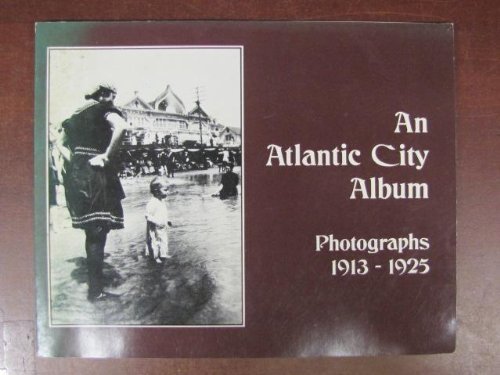 An
Atlantic City
Album
Photographs
1913 - 1925